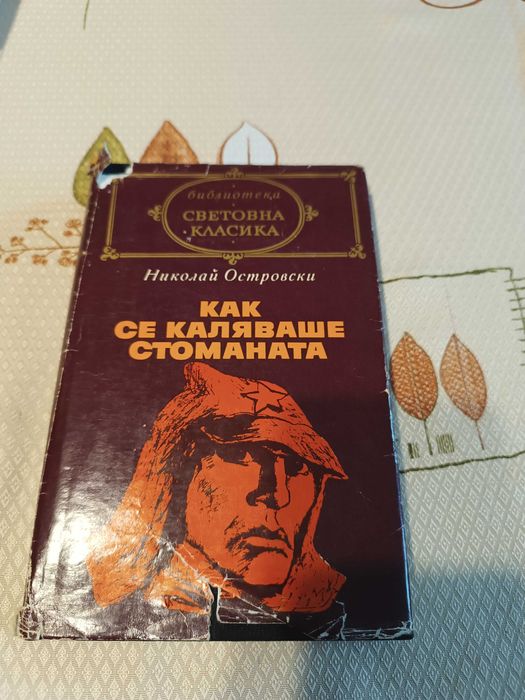 библиотека
СВЕТОВНА
КЛАСИКА
Николай Островски
КАК
СЕ КАЛЯВАШЕ
СТОМАНАТА